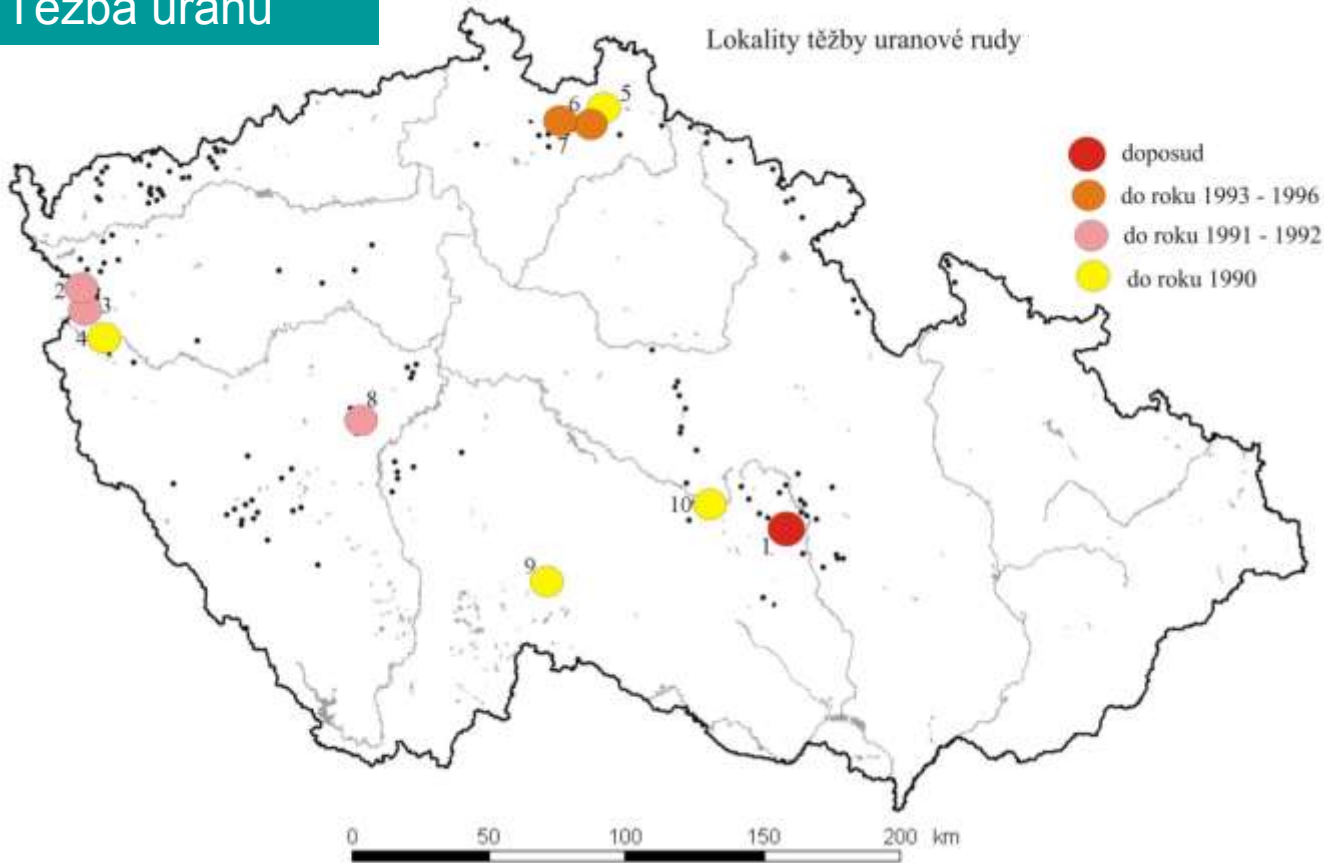 Těžba uranu
Lokality těžby uranové rudy
doposud
do roku 1993 - 1996
do roku 1991 - 1992
do roku 1990
5
6
7
2
3
4
8
10
1
9
0 50 100 150 200 km